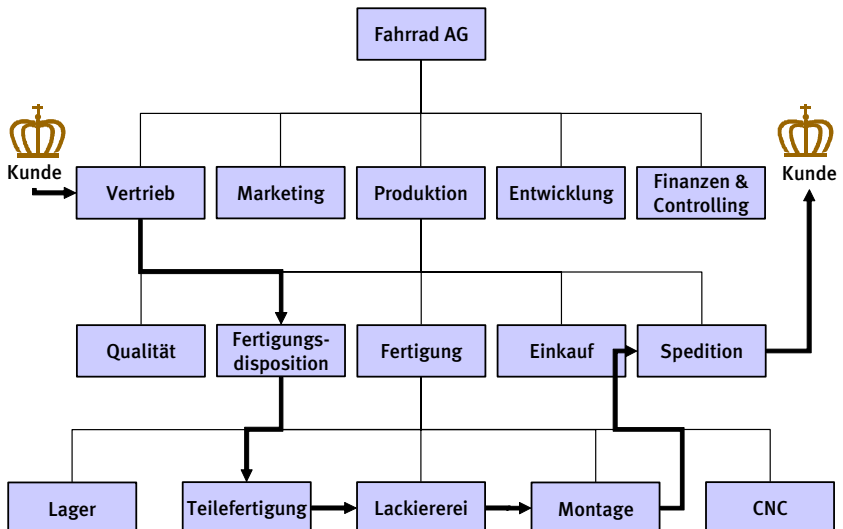 Fahrrad AG
Kunde
Kunde
Vertrieb
Marketing
Produktion
Entwicklung
Finanzen &
Controlling
Qualität
Fertigungs-
disposition
Fertigung
Einkauf
Spedition
Lager
Teilefertigung
Lackiererei
Montage
CNC